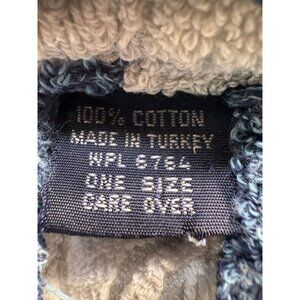 100% COTTON
MADE IN TURKEY
WPL 6764
ONE SIZE
CARE OVER